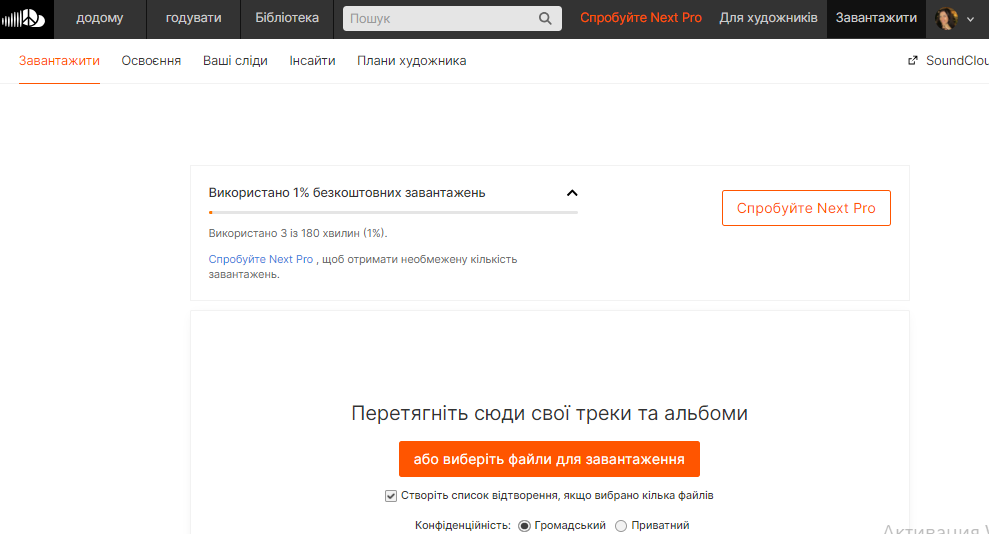 додому годувати Бібліотека Пошук Спробуйте Next Pro Для художників Завантажити
Завантажити Освоєння Ваші сліди Інсайти Плани художника SoundClou
Використано 1% безкоштовних завантажень
Спробуйте Next Pro
Використано 3 із 180 хвилин (1%).
Спробуйте Next Pro , щоб отримати необмежену кількість
завантажень.
Перетягніть сюди свої треки та альбоми
або виберіть файли для завантаження
Створіть список відтворення, якщо вибрано кілька файлів
Конфіденційність: Громадський Приватний
Активация